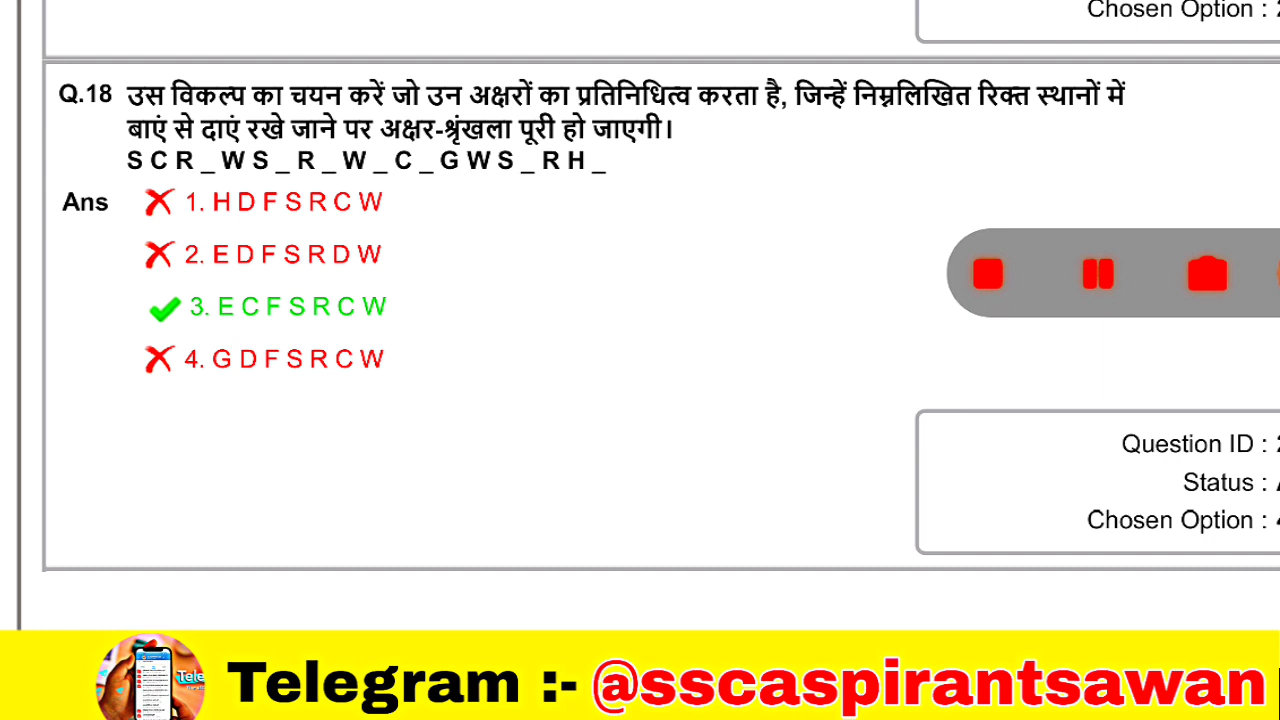 Chosen Option :
Q.18 उस विकल्प का चयन करें जो उन अक्षरों का प्रतिनिधित्व करता है, जिन्हें निम्नलिखित रिक्त स्थानों में
बाएं से दाएं रखे जाने पर अक्षर-श्रृंखला पूरी हो जाएगी।
S C R _ W S _ R _ W _ C _ G W S _ R H _
Ans 1. H D F S R C W
2. E D F S R D W
3. E C F S R C W
4. G D F S R C W
Question ID :
Status :
Chosen Option :
Telegram :- @sscaspirantsawan